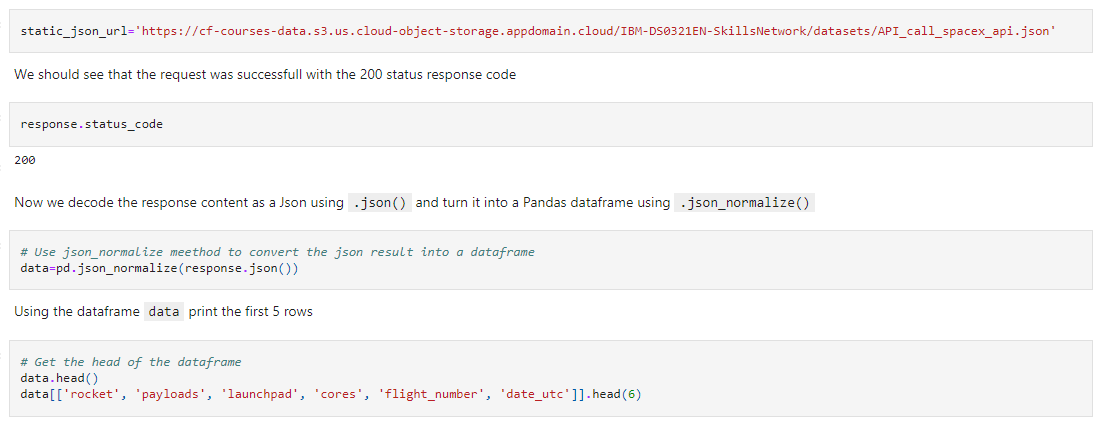 static_json_url='https://cf-courses-data.s3.us.cloud-object-storage.appdomain.cloud/IBM-DS0321EN-SkillsNetwork/datasets/API_call_spacex_api.json'
We should see that the request was successfull with the 200 status response code
response.status_code
200
Now we decode the response content as a Json using .json() and turn it into a Pandas dataframe using .json_normalize()
# Use json_normalize meethod to convert the json result into a dataframe
data=pd.json_normalize(response.json())
Using the dataframe data print the first 5 rows
# Get the head of the dataframe
data.head()
data[['rocket', 'payloads', 'launchpad', 'cores', 'flight_number', 'date_utc']].head(6)